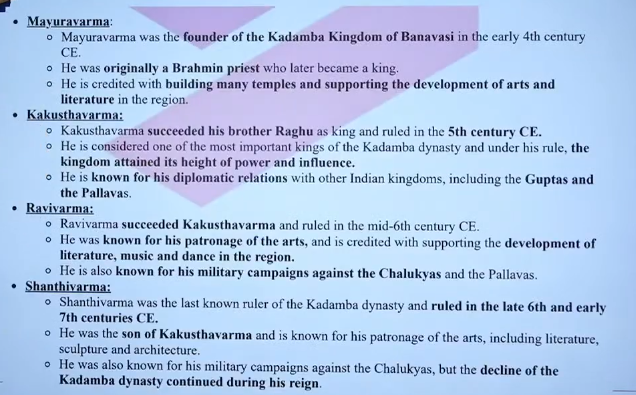 • Mayuravarma:
o Mayuravarma was the founder of the Kadamba Kingdom of Banavasi in the early 4th century
CE.
o He was originally a Brahmin priest who later became a king.
o He is credited with building many temples and supporting the development of arts and
literature in the region.
• Kakusthavarma:
o Kakusthavarma succeeded his brother Raghu as king and ruled in the 5th century CE.
o He is considered one of the most important kings of the Kadamba dynasty and under his rule, the
kingdom attained its height of power and influence.
o He is known for his diplomatic relations with other Indian kingdoms, including the Guptas and
the Pallavas.
• Ravivarma:
o Ravivarma succeeded Kakusthavarma and ruled in the mid-6th century CE.
o He was known for his patronage of the arts, and is credited with supporting the development of
literature, music and dance in the region.
o He is also known for his military campaigns against the Chalukyas and the Pallavas.
• Shanthivarma:
o Shanthivarma was the last known ruler of the Kadamba dynasty and ruled in the late 6th and early
7th centuries CE.
o He was the son of Kakusthavarma and is known for his patronage of the arts, including literature,
sculpture and architecture.
o He was also known for his military campaigns against the Chalukyas, but the decline of the
Kadamba dynasty continued during his reign.